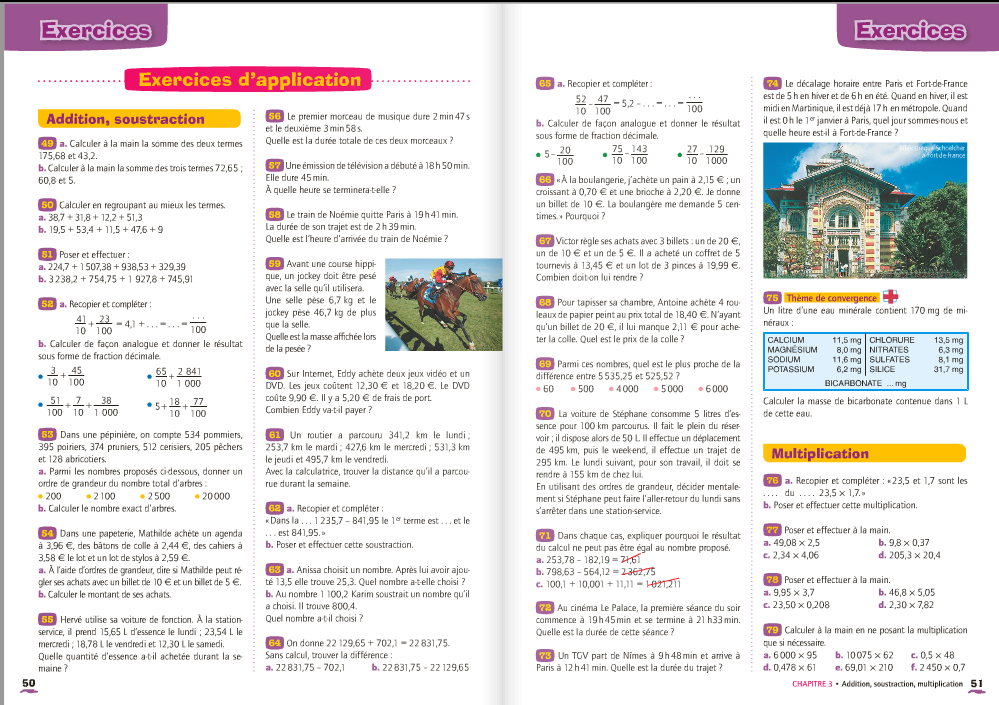 Exercices
Exercices d'application
Addition, soustraction
49 a. Calculer à la main la somme des deux termes
175,68 et 43,2.
b. Calculer à la main la somme des trois termes 72,65 ;
60,8 et 5.
50 Calculer en regroupant au mieux les termes.
a. 38,7 + 31,8 + 12,2 + 51,3
b. 19,5 + 53,4 + 11,5 + 47,6 + 9
51 Poser et effectuer :
a. 224,7 + 1 507,38 + 938,53 + 329,39
b. 3 238,2 + 754,75 + 1 927,8 + 745,91
52 a. Recopier et compléter :
41/10 + 23/100 = 4,1 + . . . = . . . = . . ./100
b. Calculer de façon analogue et donner le résultat
sous forme de fraction décimale.
• 3/10 + 45/100 • 65/10 + 2 841/1 000
• 51/100 + 7/10 + 38/1 000 • 5 + 18/10 + 77/100
53 Dans une pépinière, on compte 534 pommiers,
395 poiriers, 374 pruniers, 512 cerisiers, 205 pêchers
et 128 abricotiers.
a. Parmi les nombres proposés ci-dessous, donner un
ordre de grandeur du nombre total d'arbres :
• 200 • 2 100 • 2 500 • 20 000
b. Calculer le nombre exact d'arbres.
54 Dans une papeterie, Mathilde achète un agenda
à 3,96 €, des bâtons de colle à 2,44 €, des cahiers à
3,58 € le lot et un lot de stylos à 2,59 €.
a. À l'aide d'ordres de grandeur, dire si Mathilde peut ré-
gler ses achats avec un billet de 10 € et un billet de 5 €.
b. Calculer le montant de ses achats.
55 Hervé utilise sa voiture de fonction. À la station-
service, il prend 15,65 L d'essence le lundi ; 23,54 L le
mercredi ; 18,78 L le vendredi et 12,30 L le samedi.
Quelle quantité d'essence a-t-il achetée durant la se-
maine ?
50
56 Le premier morceau de musique dure 2 min 47 s
et le deuxième 3 min 58 s.
Quelle est la durée totale de ces deux morceaux ?
57 Une émission de télévision a débuté à 18 h 50 min.
Elle dure 45 min.
À quelle heure se terminera-t-elle ?
58 Le train de Noémie quitte Paris à 19 h 41 min.
La durée de son trajet est de 2 h 39 min.
Quelle est l'heure d'arrivée du train de Noémie ?
59 Avant une course hippi-
que, un jockey doit être pesé
avec la selle qu'il utilisera.
Une selle pèse 6,7 kg et le
jockey pèse 46,7 kg de plus
que la selle.
Quelle est la masse affichée lors
de la pesée ?
60 Sur Internet, Eddy achète deux jeux vidéo et un
DVD. Les jeux coûtent 12,30 € et 18,20 €. Le DVD
coûte 9,90 €. Il y a 5,20 € de frais de port.
Combien Eddy va-t-il payer ?
61 Un routier a parcouru 341,2 km le lundi ;
253,7 km le mardi ; 427,6 km le mercredi ; 531,3 km
le jeudi et 495,7 km le vendredi.
Avec la calculatrice, trouver la distance qu'il a parcou-
rue durant la semaine.
62 a. Recopier et compléter :
« Dans la . . . 1 235,7 – 841,95 le 1er terme est . . . et le
. . . est 841,95. »
b. Poser et effectuer cette soustraction.
63 a. Anissa choisit un nombre. Après lui avoir ajou-
té 13,5 elle trouve 25,3. Quel nombre a-t-elle choisi ?
b. Au nombre 1 100,2 Karim soustrait un nombre qu'il
a choisi. Il trouve 800,4.
Quel nombre a-t-il choisi ?
64 On donne 22 129,65 + 702,1 = 22 831,75.
Sans calcul, trouver la différence :
a. 22 831,75 – 702,1 b. 22 831,75 – 22 129,65
Exercices
65 a. Recopier et compléter :
52/10 – 47/100 = 5,2 – . . . = . . . = . . ./100
b. Calculer de façon analogue et donner le résultat
sous forme de fraction décimale.
• 5 – 20/100 • 75/10 – 143/100 • 27/10 – 129/1000
66 « À la boulangerie, j'achète un pain à 2,15 € ; un
croissant à 0,70 € et une brioche à 2,20 €. Je donne
un billet de 10 €. La boulangère me demande 5 cen-
times. » Pourquoi ?
67 Victor règle ses achats avec 3 billets : un de 20 €,
un de 10 € et un de 5 €. Il a acheté un coffret de 5
tournevis à 13,45 € et un lot de 3 pinces à 19,99 €.
Combien doit-on lui rendre ?
68 Pour tapisser sa chambre, Antoine achète 4 rou-
leaux de papier peint au prix total de 18,40 €. N'ayant
qu'un billet de 20 €, il lui manque 2,11 € pour ache-
ter la colle. Quel est le prix de la colle ?
69 Parmi ces nombres, quel est le plus proche de la
différence entre 5 535,25 et 525,52 ?
• 60 • 500 • 4 000 • 5 000 • 6 000
70 La voiture de Stéphane consomme 5 litres d'es-
sence pour 100 km parcourus. Il fait le plein du réser-
voir ; il dispose alors de 50 L. Il effectue un déplacement
de 495 km, puis le week-end, il effectue un trajet de
295 km. Le lundi suivant, pour son travail, il doit se
rendre à 155 km de chez lui.
En utilisant des ordres de grandeur, décider mentale-
ment si Stéphane peut faire l'aller-retour du lundi sans
s'arrêter dans une station-service.
71 Dans chaque cas, expliquer pourquoi le résultat
du calcul ne peut pas être égal au nombre proposé.
a. 253,78 – 182,19 = 71,61
b. 798,63 – 564,12 = 2 362,75
c. 100,1 + 10,001 + 11,11 = 1 021,211
72 Au cinéma Le Palace, la première séance du soir
commence à 19 h 45 min et se termine à 21 h 33 min.
Quelle est la durée de cette séance ?
73 Un TGV part de Nîmes à 9 h 48 min et arrive à
Paris à 12 h 41 min. Quelle est la durée du trajet ?
74 Le décalage horaire entre Paris et Fort-de-France
est de 5 h en hiver et de 6 h en été. Quand en hiver, il est
midi en Martinique, il est déjà 17 h en métropole. Quand
il est 0 h le 1er janvier à Paris, quel jour sommes-nous et
quelle heure est-il à Fort-de-France ?
Bibliothèque Schoelcher
à Fort-de-France
75 Thème de convergence
Un litre d'une eau minérale contient 170 mg de mi-
néraux :
CALCIUM 11,5 mg CHLORURE 13,5 mg
MAGNÉSIUM 8,0 mg NITRATES 6,3 mg
SODIUM 11,6 mg SULFATES 8,1 mg
POTASSIUM 6,2 mg SILICE 31,7 mg
BICARBONATE ... mg
Calculer la masse de bicarbonate contenue dans 1 L
de cette eau.
Multiplication
76 a. Recopier et compléter : « 23,5 et 1,7 sont les
. . . . du . . . . 23,5 × 1,7. »
b. Poser et effectuer cette multiplication.
77 Poser et effectuer à la main.
a. 49,08 × 2,5 b. 9,8 × 0,37
c. 2,34 × 4,06 d. 205,3 × 20,4
78 Poser et effectuer à la main.
a. 9,95 × 3,7 b. 46,8 × 5,05
c. 23,50 × 0,208 d. 2,30 × 7,82
79 Calculer à la main en ne posant la multiplication
que si nécessaire.
a. 6 000 × 95 b. 10 075 × 62 c. 0,5 × 48
d. 0,478 × 61 e. 69,01 × 210 f. 2 450 × 0,7
CHAPITRE 3 • Addition, soustraction, multiplication 51